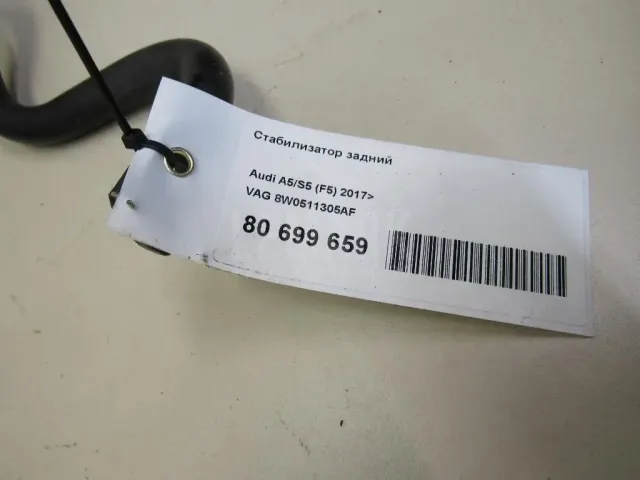 Стабилизатор задний
Audi A5/S5 (F5) 2017>
VAG 8W0511305AF
80 699 659